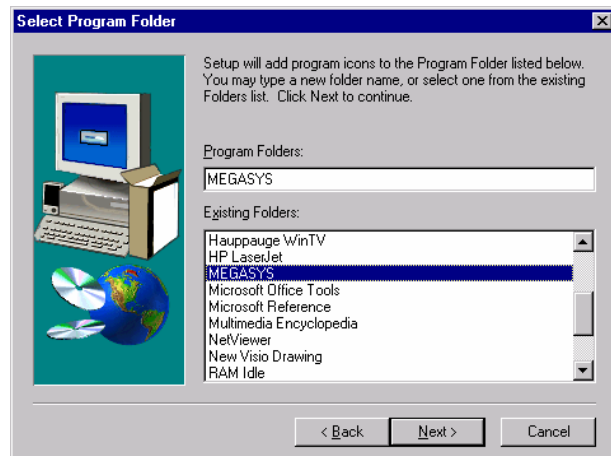 Select Program Folder
Setup will add program icons to the Program Folder listed below.
You may type a new folder name, or select one from the existing
Folders list.  Click Next to continue.
Program Folders:
MEGASYS
Existing Folders:
Hauppauge WinTV
HP LaserJet
MEGASYS
Microsoft Office Tools
Microsoft Reference
Multimedia Encyclopedia
NetViewer
New Visio Drawing
RAM Idle
< Back
Next >
Cancel